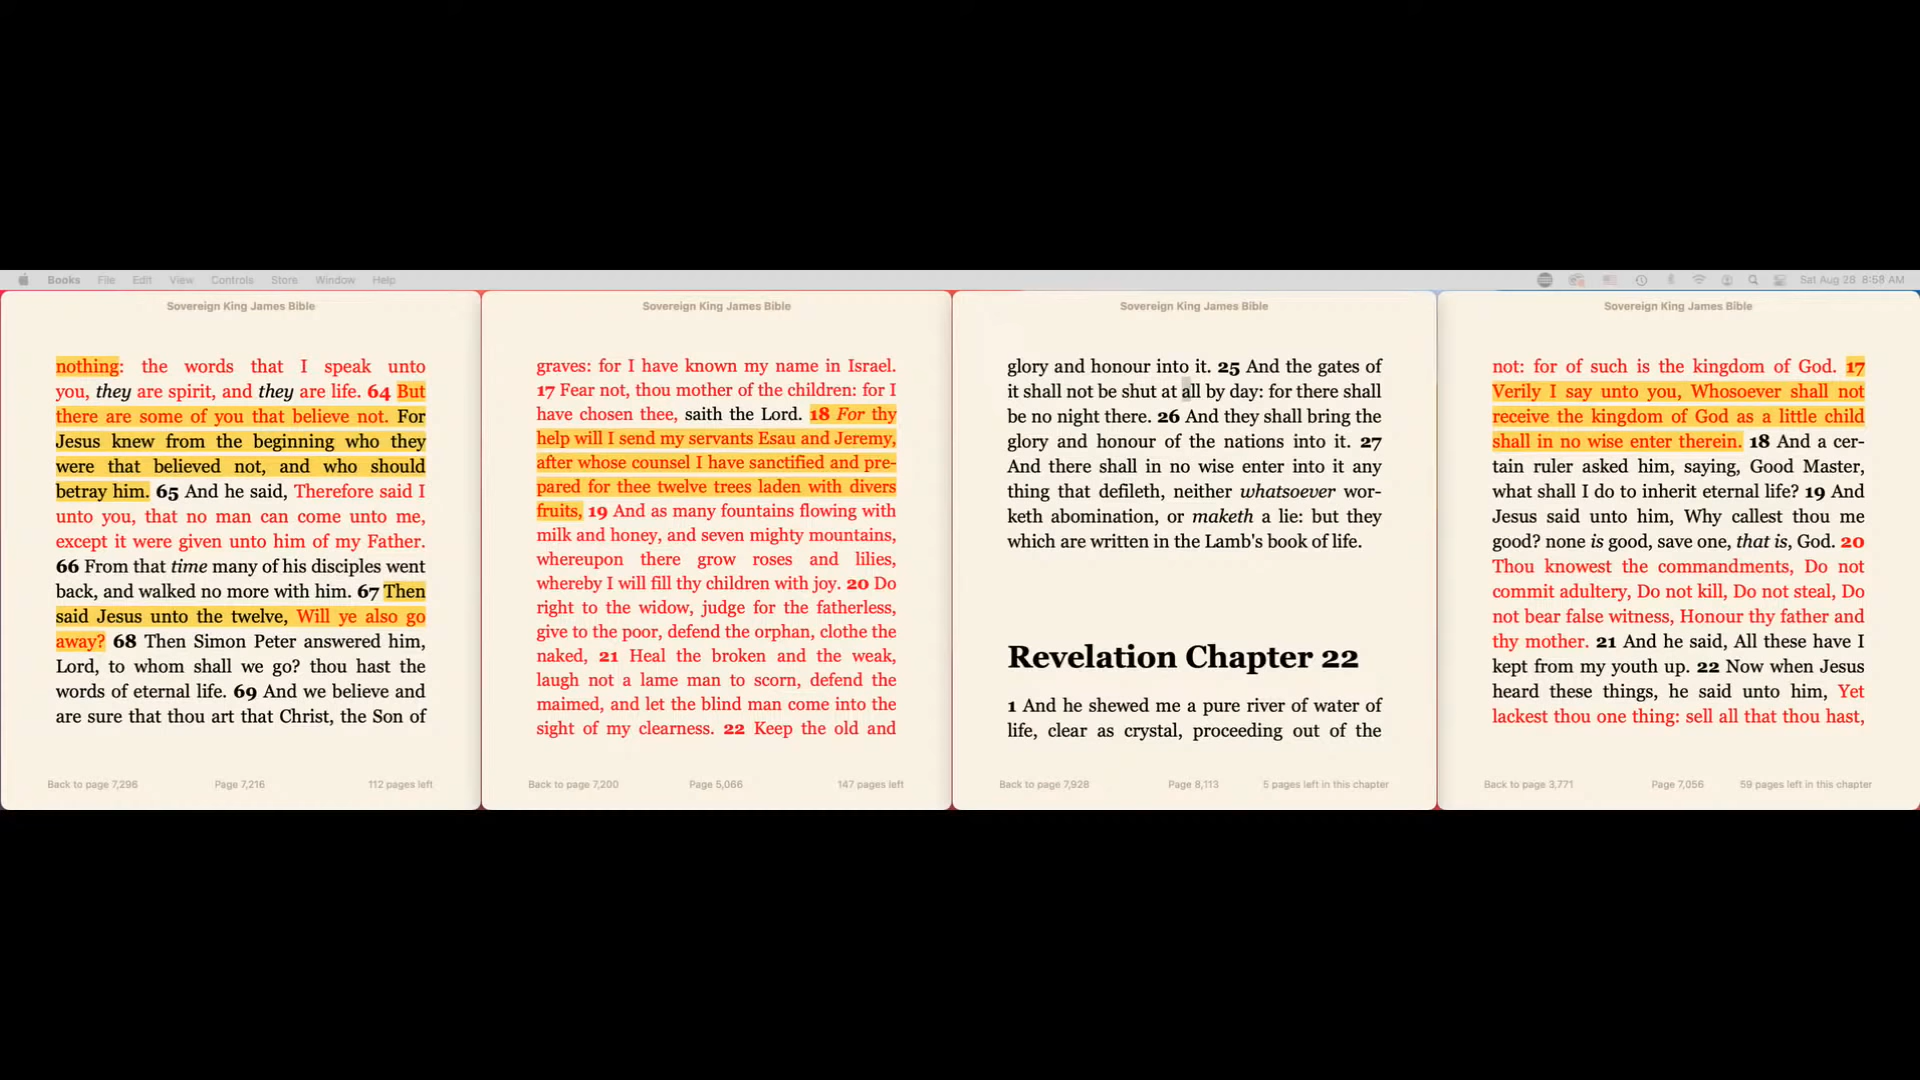 Books File Edit View Controls Store Window Help Sat Aug 28 8:58 AM
Sovereign King James Bible
nothing: the words that I speak unto
you, they are spirit, and they are life. 64 But
there are some of you that believe not. For
Jesus knew from the beginning who they
were that believed not, and who should
betray him. 65 And he said, Therefore said I
unto you, that no man can come unto me,
except it were given unto him of my Father.
66 From that time many of his disciples went
back, and walked no more with him. 67 Then
said Jesus unto the twelve, Will ye also go
away? 68 Then Simon Peter answered him,
Lord, to whom shall we go? thou hast the
words of eternal life. 69 And we believe and
are sure that thou art that Christ, the Son of
Back to page 7,296 Page 7,216 112 pages left
Sovereign King James Bible
graves: for I have known my name in Israel.
17 Fear not, thou mother of the children: for I
have chosen thee, saith the Lord. 18 For thy
help will I send my servants Esau and Jeremy,
after whose counsel I have sanctified and pre-
pared for thee twelve trees laden with divers
fruits, 19 And as many fountains flowing with
milk and honey, and seven mighty mountains,
whereupon there grow roses and lilies,
whereby I will fill thy children with joy. 20 Do
right to the widow, judge for the fatherless,
give to the poor, defend the orphan, clothe the
naked, 21 Heal the broken and the weak,
laugh not a lame man to scorn, defend the
maimed, and let the blind man come into the
sight of my clearness. 22 Keep the old and
Back to page 7,200 Page 5,066 147 pages left
Sovereign King James Bible
glory and honour into it. 25 And the gates of
it shall not be shut at all by day: for there shall
be no night there. 26 And they shall bring the
glory and honour of the nations into it. 27
And there shall in no wise enter into it any
thing that defileth, neither whatsoever wor-
keth abomination, or maketh a lie: but they
which are written in the Lamb's book of life.
Revelation Chapter 22
1 And he shewed me a pure river of water of
life, clear as crystal, proceeding out of the
Back to page 7,928 Page 8,113 5 pages left in this chapter
Sovereign King James Bible
not: for of such is the kingdom of God. 17
Verily I say unto you, Whosoever shall not
receive the kingdom of God as a little child
shall in no wise enter therein. 18 And a cer-
tain ruler asked him, saying, Good Master,
what shall I do to inherit eternal life? 19 And
Jesus said unto him, Why callest thou me
good? none is good, save one, that is, God. 20
Thou knowest the commandments, Do not
commit adultery, Do not kill, Do not steal, Do
not bear false witness, Honour thy father and
thy mother. 21 And he said, All these have I
kept from my youth up. 22 Now when Jesus
heard these things, he said unto him, Yet
lackest thou one thing: sell all that thou hast,
Back to page 3,771 Page 7,056 59 pages left in this chapter